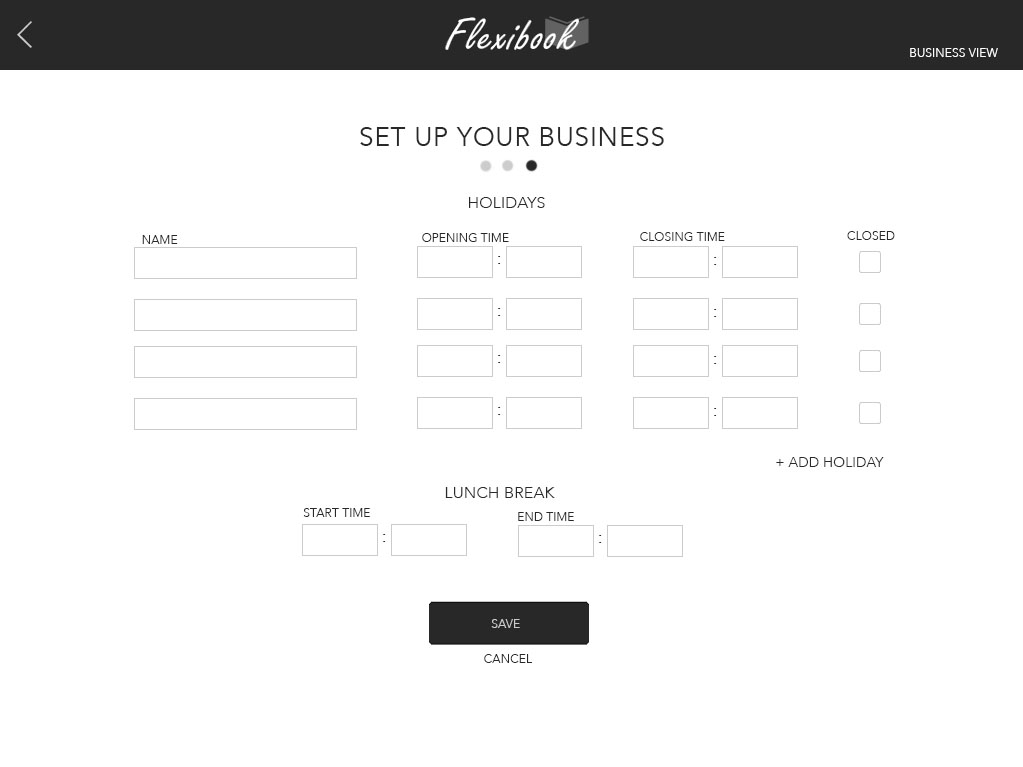 Flexibook
BUSINESS VIEW
SET UP YOUR BUSINESS
HOLIDAYS
NAME OPENING TIME CLOSING TIME CLOSED
: :
: :
: :
: :
+ ADD HOLIDAY
LUNCH BREAK
START TIME END TIME
: :
SAVE
CANCEL